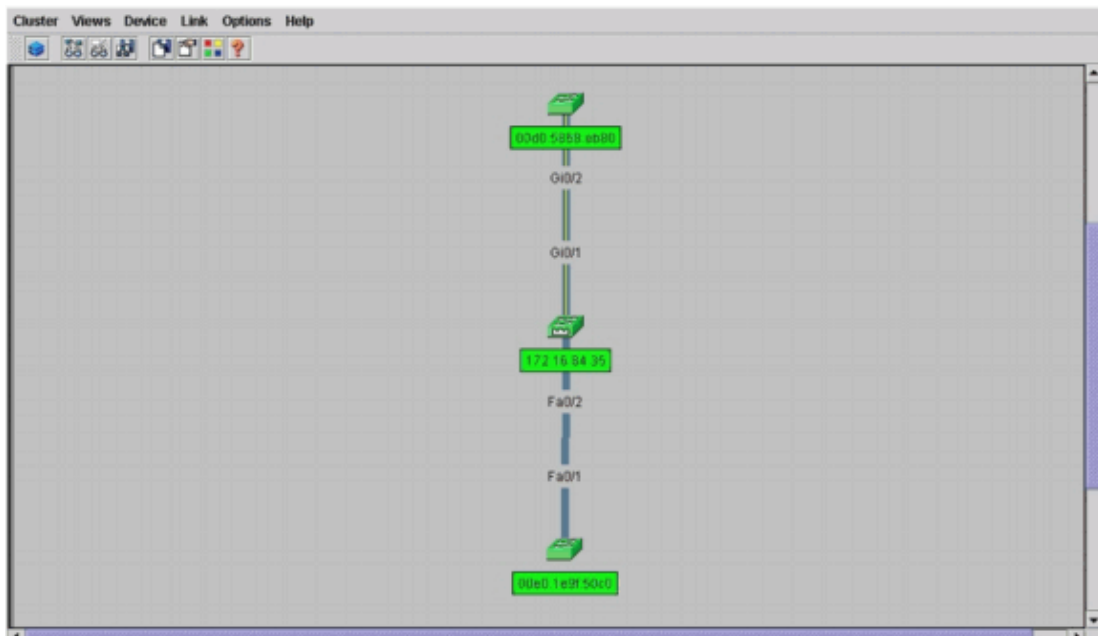 Cluster Views Device Link Options Help
00d0.5868.eb80
Gi0/2
Gi0/1
172.16.84.35
Fa0/2
Fa0/1
00e0.1e9f.50c0